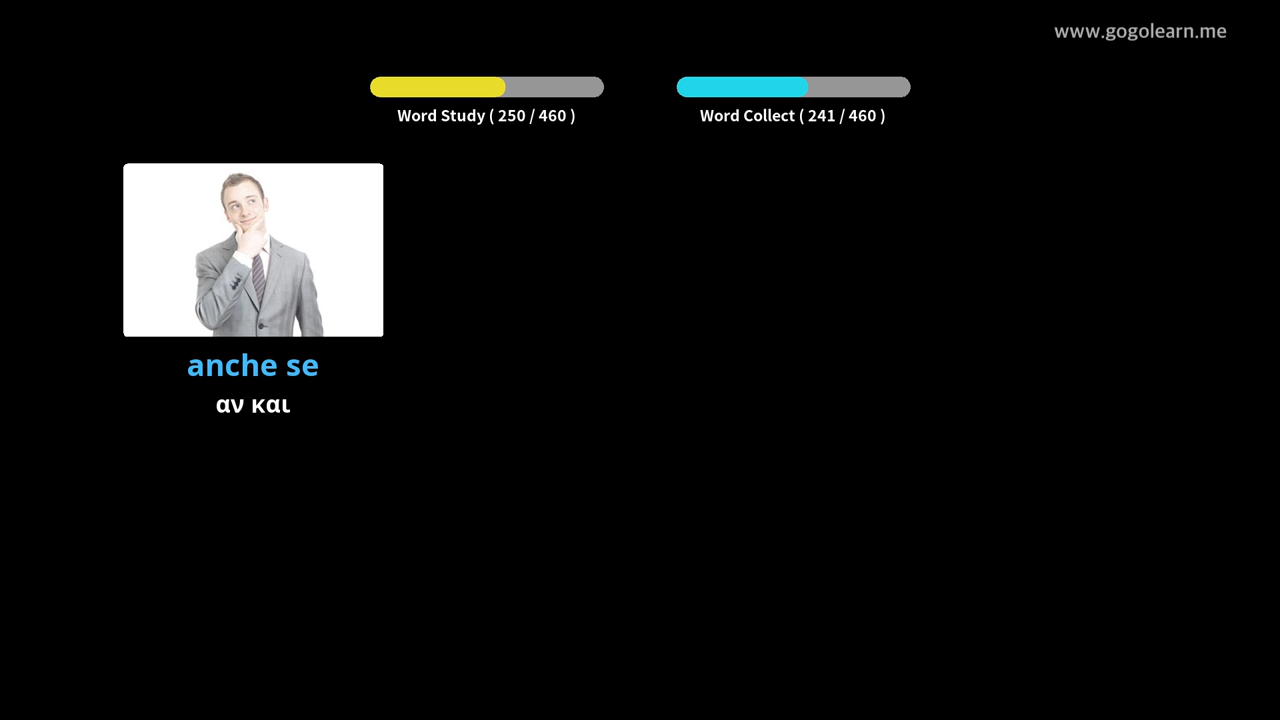 www.gogolearn.me
Word Study ( 250 / 460 )
Word Collect ( 241 / 460 )
anche se
αν και